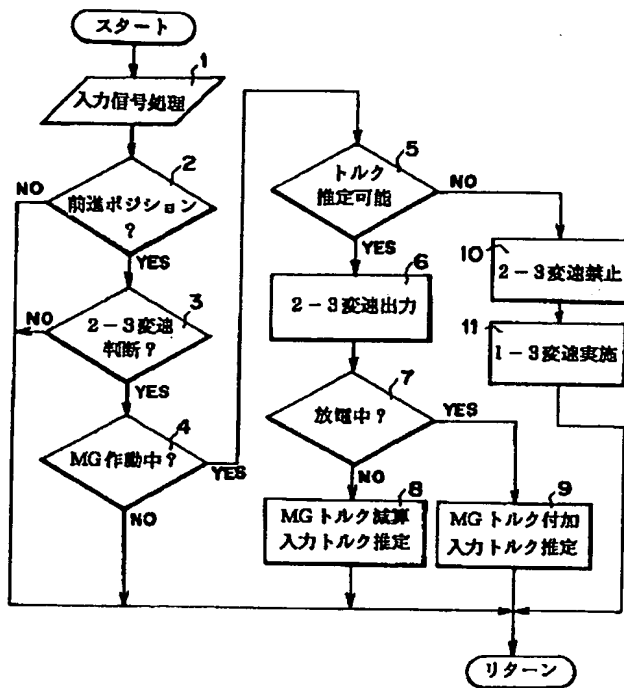 スタート
1
入力信号処理
2
NO
前進ポジション
?
YES
3
NO
2−3変速
判断?
YES
4
MG作動中?
YES
NO
5
トルク
推定可能
NO
YES
6
2−3変速出力
10
2−3変速禁止
11
1−3変速実施
7
放電中?
YES
NO
8
MGトルク減算
入力トルク推定
9
MGトルク付加
入力トルク推定
リターン